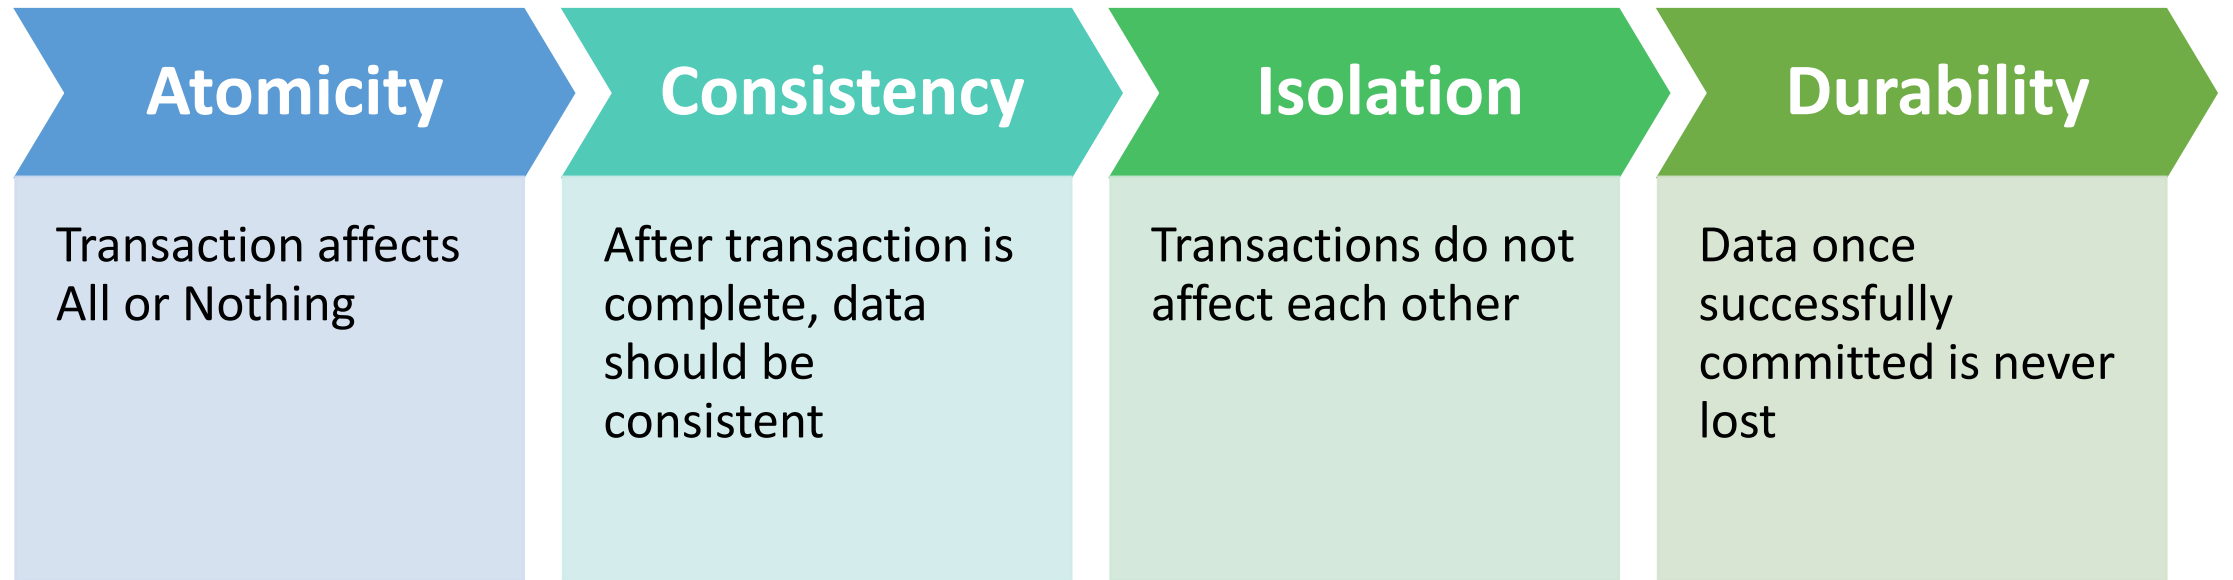 Atomicity
Transaction affects
All or Nothing
Consistency
After transaction is
complete, data
should be
consistent
Isolation
Transactions do not
affect each other
Durability
Data once
successfully
committed is never
lost